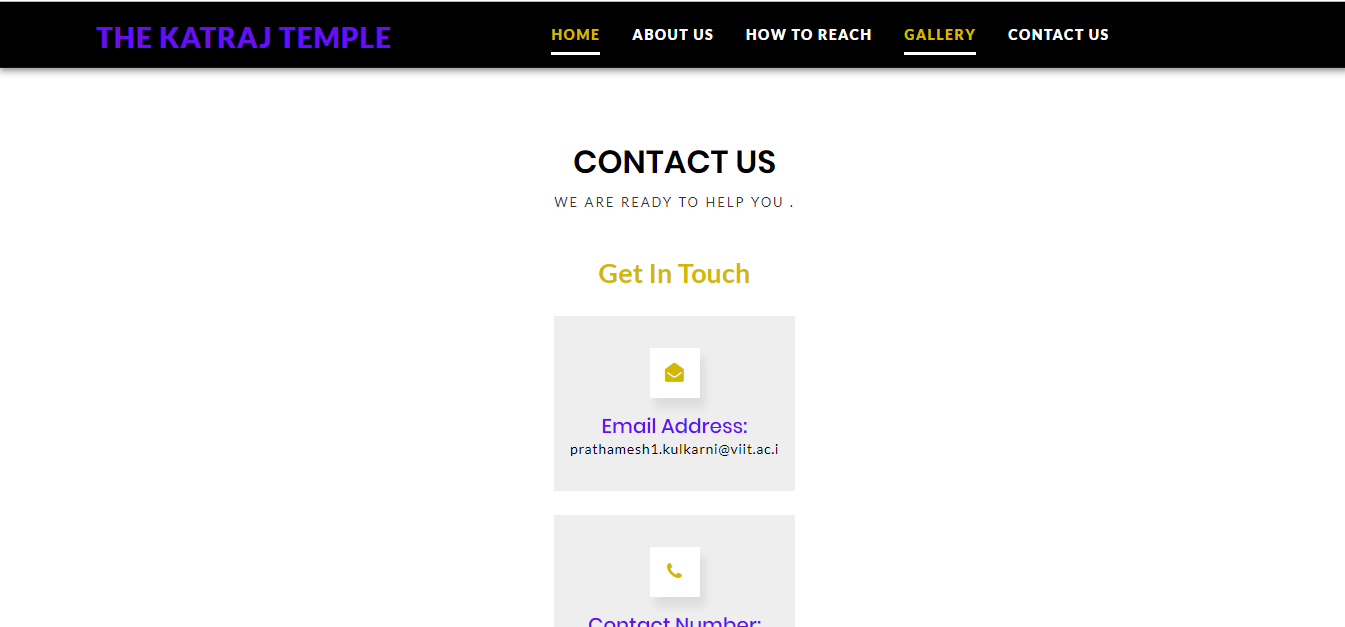 THE KATRAJ TEMPLE
HOME ABOUT US HOW TO REACH GALLERY CONTACT US
CONTACT US
WE ARE READY TO HELP YOU .
Get In Touch
Email Address:
prathamesh1.kulkarni@viit.ac.i
Contact Number: